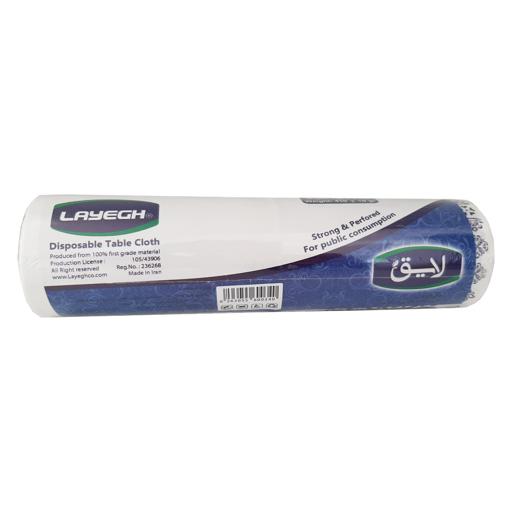 LAYEGH®
Disposable Table Cloth
Produced from 100% first grade material
Production License : 105/43906
All Right reserved Reg.No.: 236268
www.Layeghco.com Made in Iran
Strong & Perfored
For public consumption
لایق